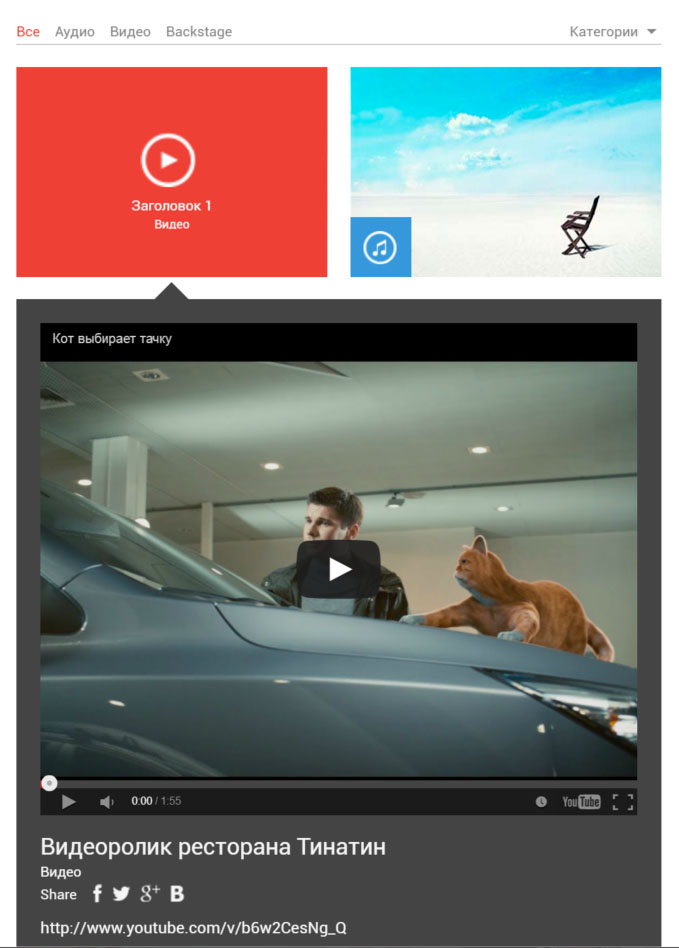 Все Аудио Видео Backstage Категории
Заголовок 1
Видео
Кот выбирает тачку
0:00 / 1:55 YouTube
Видеоролик ресторана Тинатин
Видео
Share f g+ B
http://www.youtube.com/v/b6w2CesNg_Q